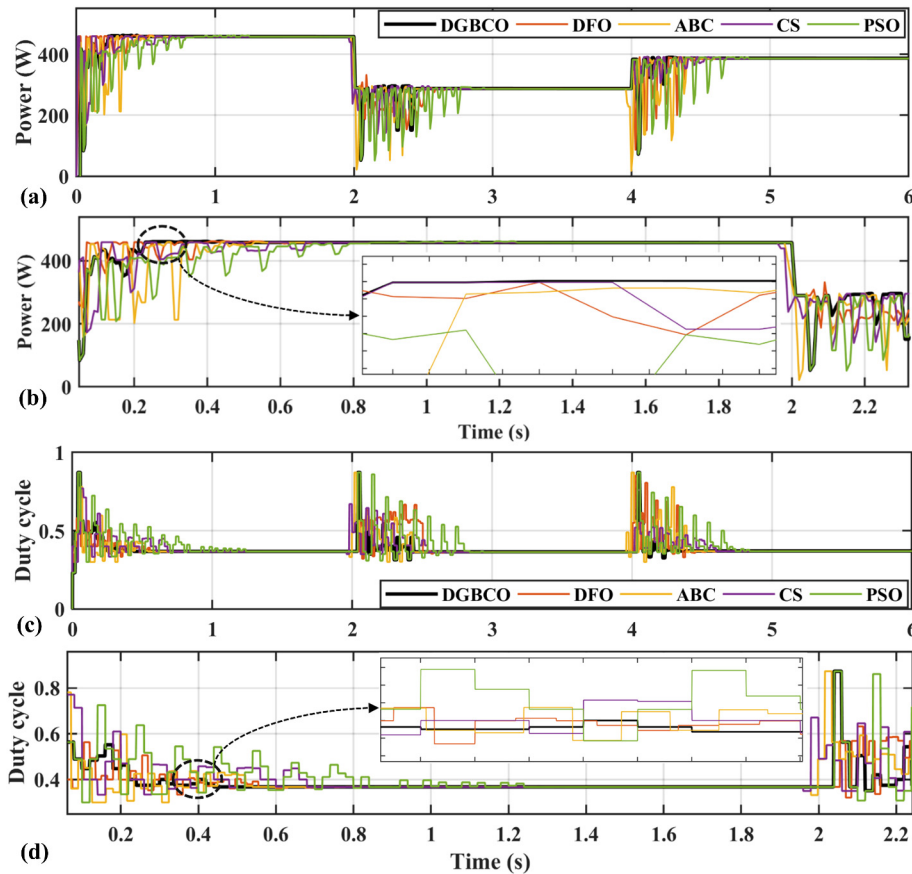 DGBCO DFO ABC CS PSO
Power (W)
400
200
0
0 1 2 3 4 5 6
(a)
Power (W)
400
300
200
0
0.2 0.4 0.6 0.8 1 1.2 1.4 1.6 1.8 2 2.2
Time (s)
(b)
Duty cycle
1
0.5
0
DGBCO DFO ABC CS PSO
0 1 2 3 4 5 6
(c)
Duty cycle
0.8
0.6
0.4
0.2 0.4 0.6 0.8 1 1.2 1.4 1.6 1.8 2 2.2
Time (s)
(d)